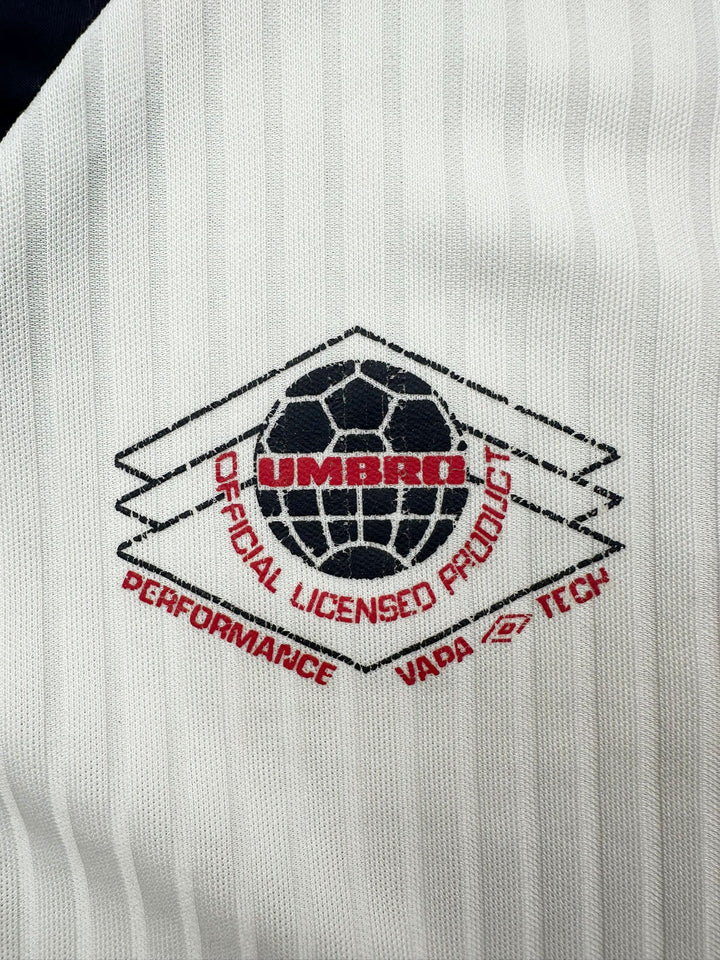 UMBRO
OFFICIAL LICENSED PRODUCT
PERFORMANCE
VAPA TECH